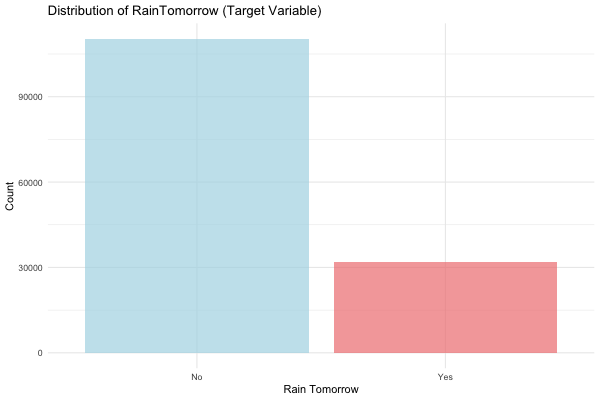 Distribution of RainTomorrow (Target Variable)
Count
90000
60000
30000
0
No
Yes
Rain Tomorrow